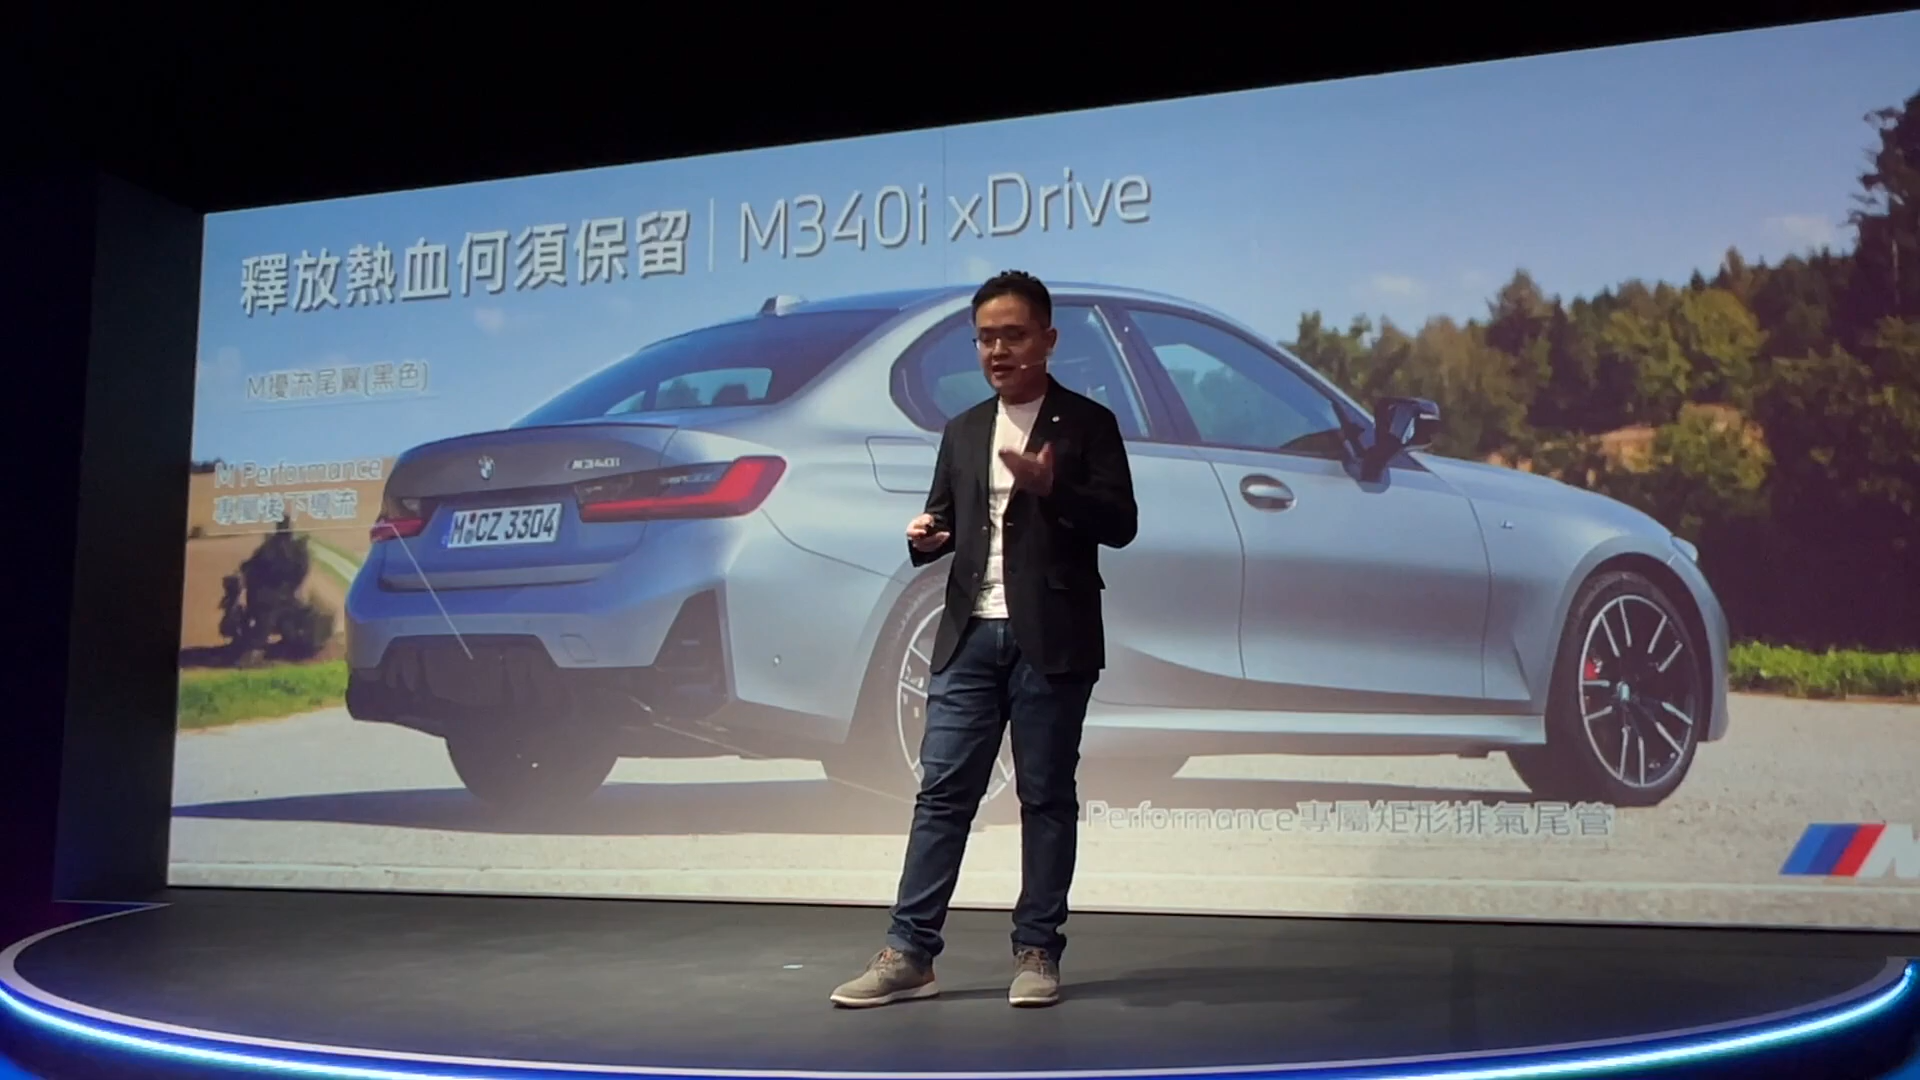 釋放熱血何須保留 | M340i xDrive
M擾流尾翼(黑色)
M Performance
專屬後下導流
M340i
M CZ 3304
Performance專屬矩形排氣尾管
M